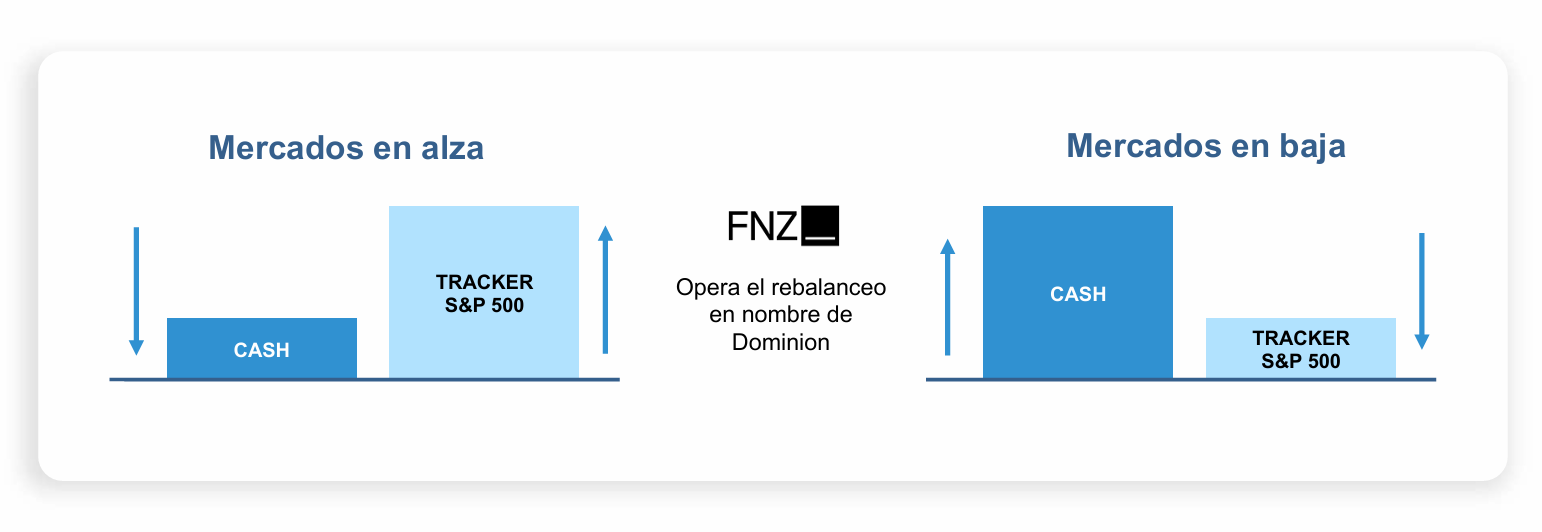 Mercados en alza
CASH
TRACKER
S&P 500
FNZ
Opera el rebalanceo
en nombre de
Dominion
Mercados en baja
CASH
TRACKER
S&P 500